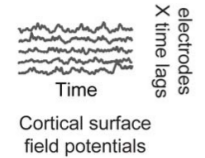 electrodes
X time lags
Time
Cortical surface
field potentials